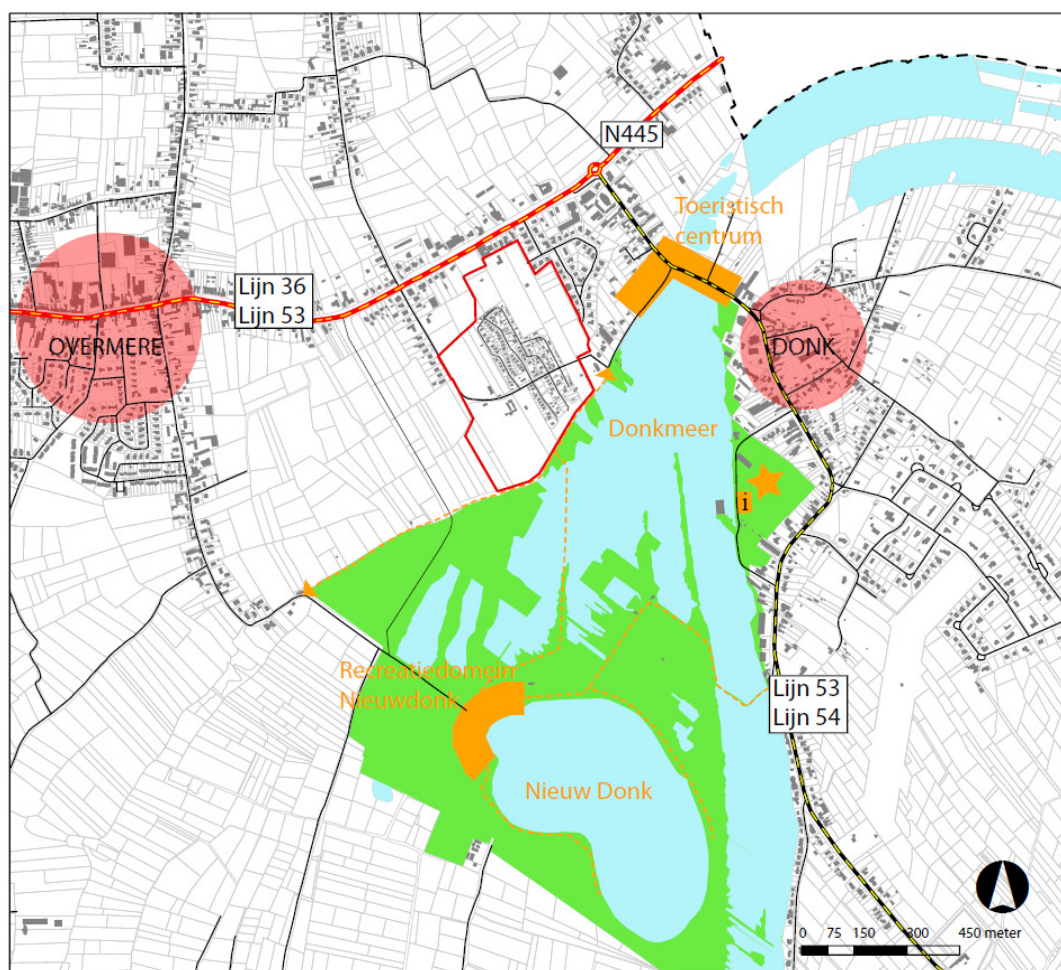 N445
Toeristisch
centrum
Lijn 36
Lijn 53
OVERMERE
DONK
Donkmeer
i
Recreatiedomein
Nieuwdonk
Lijn 53
Lijn 54
Nieuw Donk
0 75 150 300 450 meter